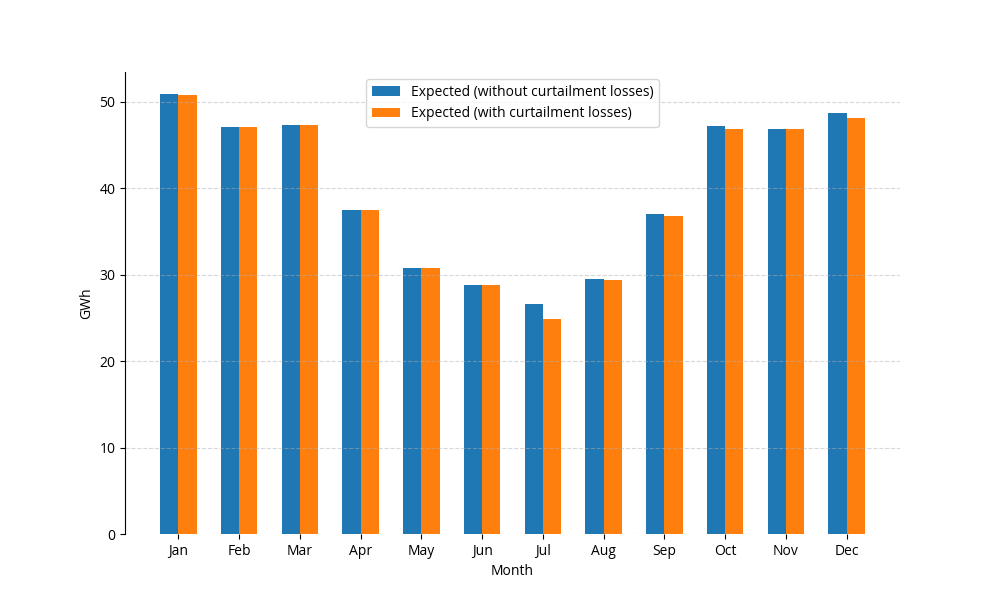 Expected (without curtailment losses)
Expected (with curtailment losses)
50
40
30
20
10
0
GWh
Jan Feb Mar Apr May Jun Jul Aug Sep Oct Nov Dec
Month